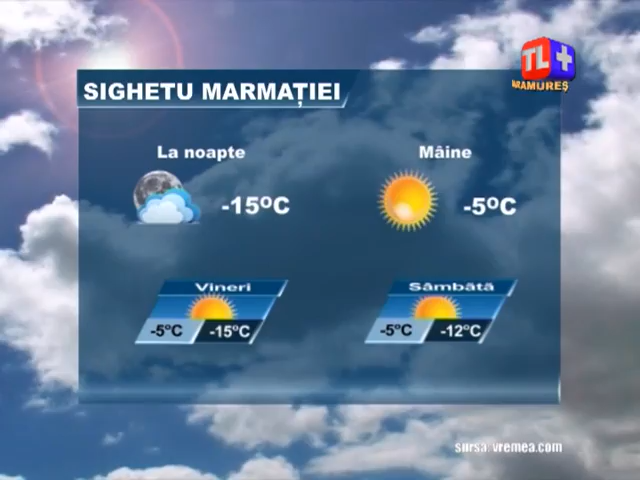 TL+
MARAMUREȘ
SIGHETU MARMAȚIEI
La noapte
Mâine
-15ºC
-5ºC
Vineri
Sâmbătă
-5ºC -15ºC
-5ºC -12ºC
sursa: vremea.com